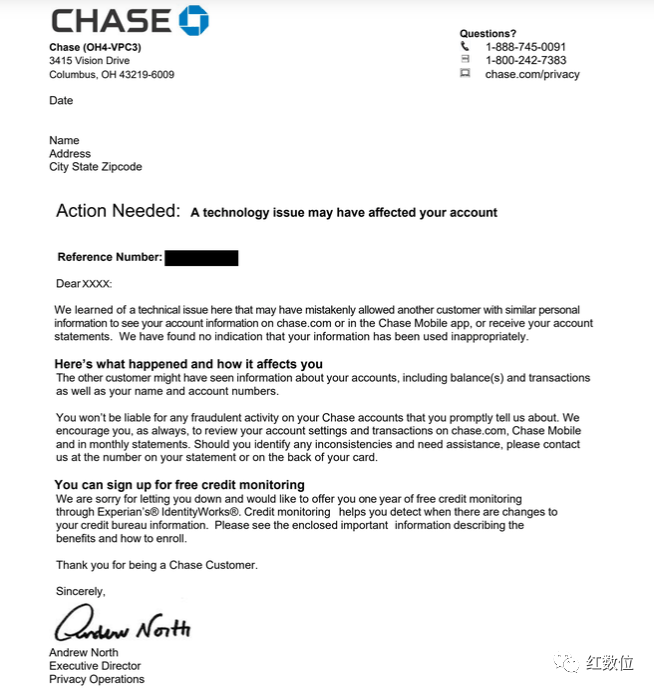 CHASE
Chase (OH4-VPC3)
3415 Vision Drive
Columbus, OH 43219-6009
Questions?
1-888-745-0091
1-800-242-7383
chase.com/privacy
Date
Name
Address
City State Zipcode
Action Needed: A technology issue may have affected your account
Reference Number:
Dear XXXX:
We learned of a technical issue here that may have mistakenly allowed another customer with similar personal
information to see your account information on chase.com or in the Chase Mobile app, or receive your account
statements. We have found no indication that your information has been used inappropriately.
Here's what happened and how it affects you
The other customer might have seen information about your accounts, including balance(s) and transactions
as well as your name and account numbers.
You won't be liable for any fraudulent activity on your Chase accounts that you promptly tell us about. We
encourage you, as always, to review your account settings and transactions on chase.com, Chase Mobile
and in monthly statements. Should you identify any inconsistencies and need assistance, please contact
us at the number on your statement or on the back of your card.
You can sign up for free credit monitoring
We are sorry for letting you down and would like to offer you one year of free credit monitoring
through Experian's® IdentityWorks®. Credit monitoring helps you detect when there are changes to
your credit bureau information. Please see the enclosed important information describing the
benefits and how to enroll.
Thank you for being a Chase Customer.
Sincerely,
Andrew North
Andrew North
Executive Director
Privacy Operations
红数位